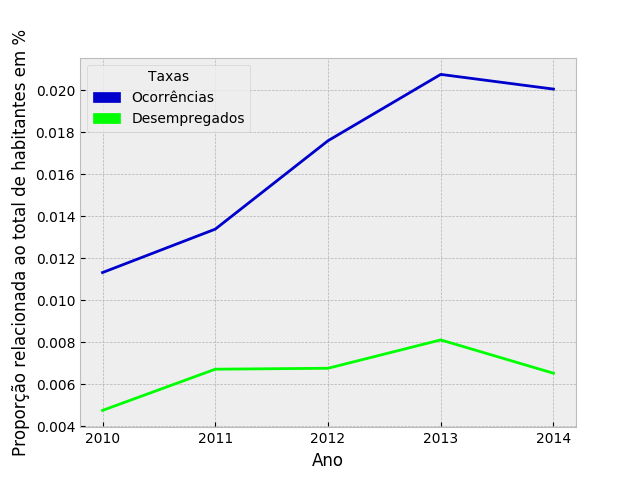 Proporção relacionada ao total de habitantes em %
Taxas
Ocorrências
Desempregados
0.020
0.018
0.016
0.014
0.012
0.010
0.008
0.006
0.004
2010 2011 2012 2013 2014
Ano